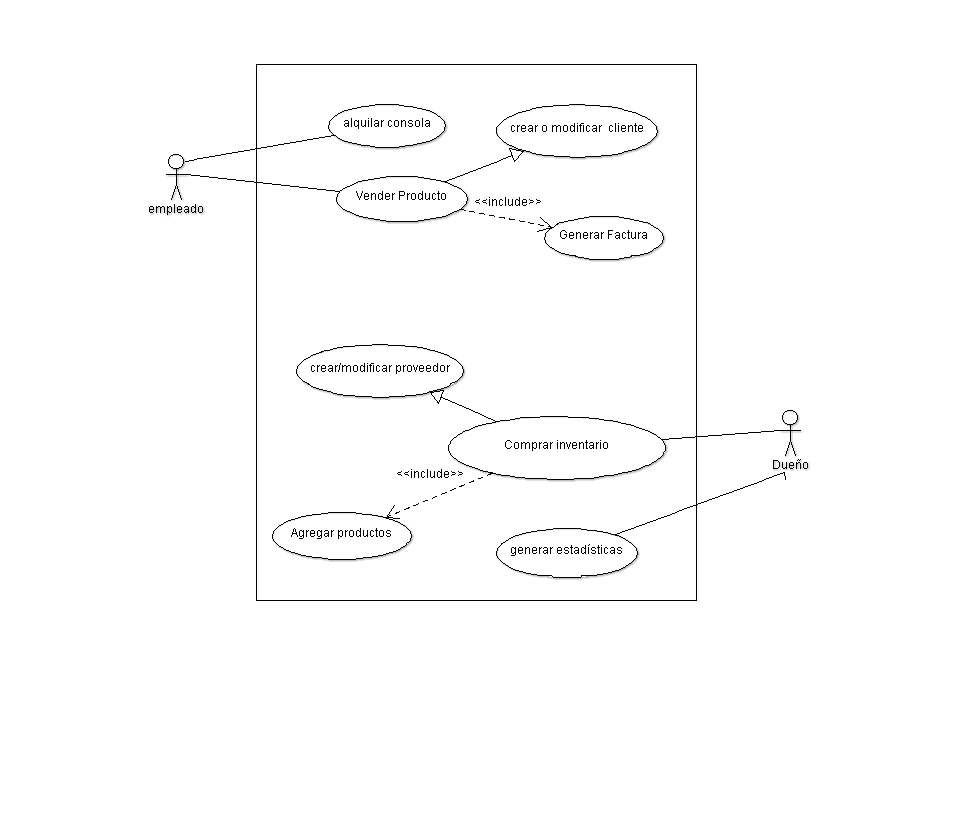 alquilar consola
crear o modificar cliente
Vender Producto
<<include>>
empleado
Generar Factura
crear/modificar proveedor
Comprar inventario
Dueño
<<include>>
Agregar productos
generar estadísticas